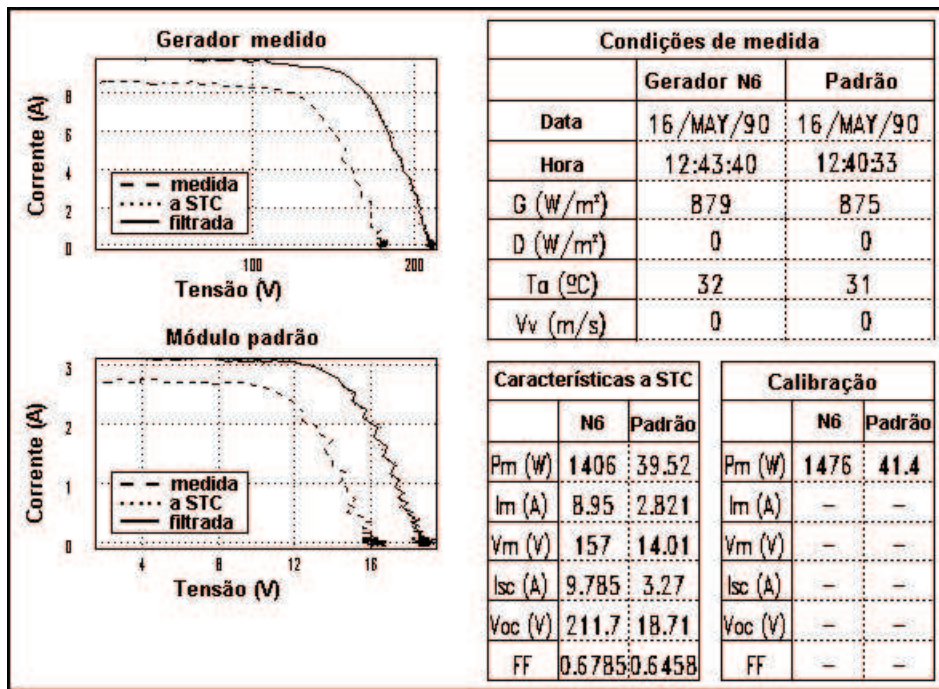 Gerador medido
Corrente (A)
8
6
4
2
0
medida
a STC
filtrada
100 200
Tensão (V)
Módulo padrão
Corrente (A)
3
2
1
0
medida
a STC
filtrada
4 8 12 16
Tensão (V)
Condições de medida
Gerador N6 Padrão
Data 16/MAY/90 16/MAY/90
Hora 12:43:40 12:40:33
G (W/m²) 879 875
D (W/m²) 0 0
Ta (ºC) 32 31
Vv (m/s) 0 0
Características a STC
N6 Padrão
Pm (W) 1406 39.52
Im (A) 8.95 2.821
Vm (V) 157 14.01
Isc (A) 9.785 3.27
Voc (V) 211.7 18.71
FF 0.6785 0.6458
Calibração
N6 Padrão
Pm (W) 1476 41.4
Im (A) – –
Vm (V) – –
Isc (A) – –
Voc (V) – –
FF – –